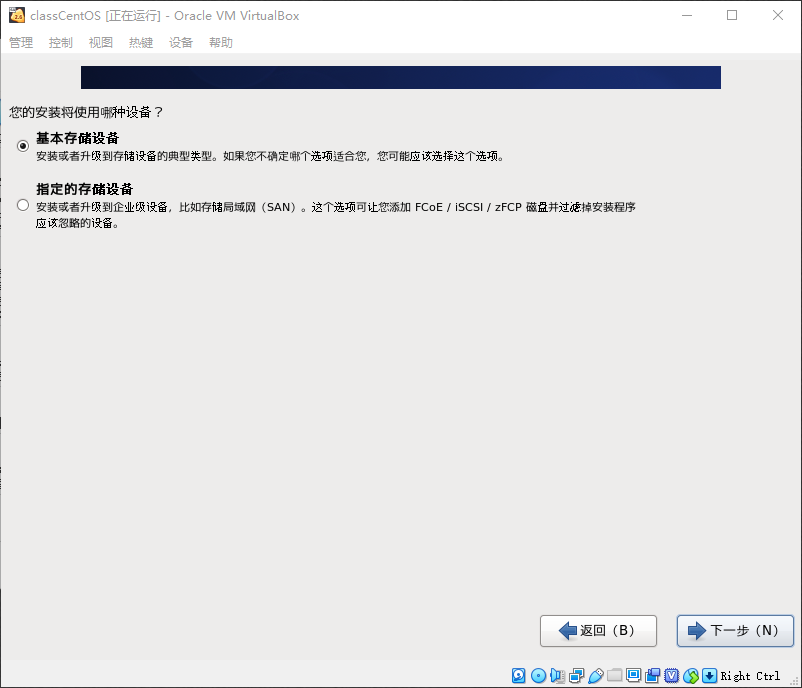 classCentOS [正在运行] - Oracle VM VirtualBox
管理 控制 视图 热键 设备 帮助
您的安装将使用哪种设备？
基本存储设备
安装或者升级到存储设备的典型类型。如果您不确定哪个选项适合您，您可能应该选择这个选项。
指定的存储设备
安装或者升级到企业级设备，比如存储局域网（SAN）。这个选项可让您添加 FCoE / iSCSI / zFCP 磁盘并过滤掉安装程序
应该忽略的设备。
返回（B） 下一步（N）
Right Ctrl